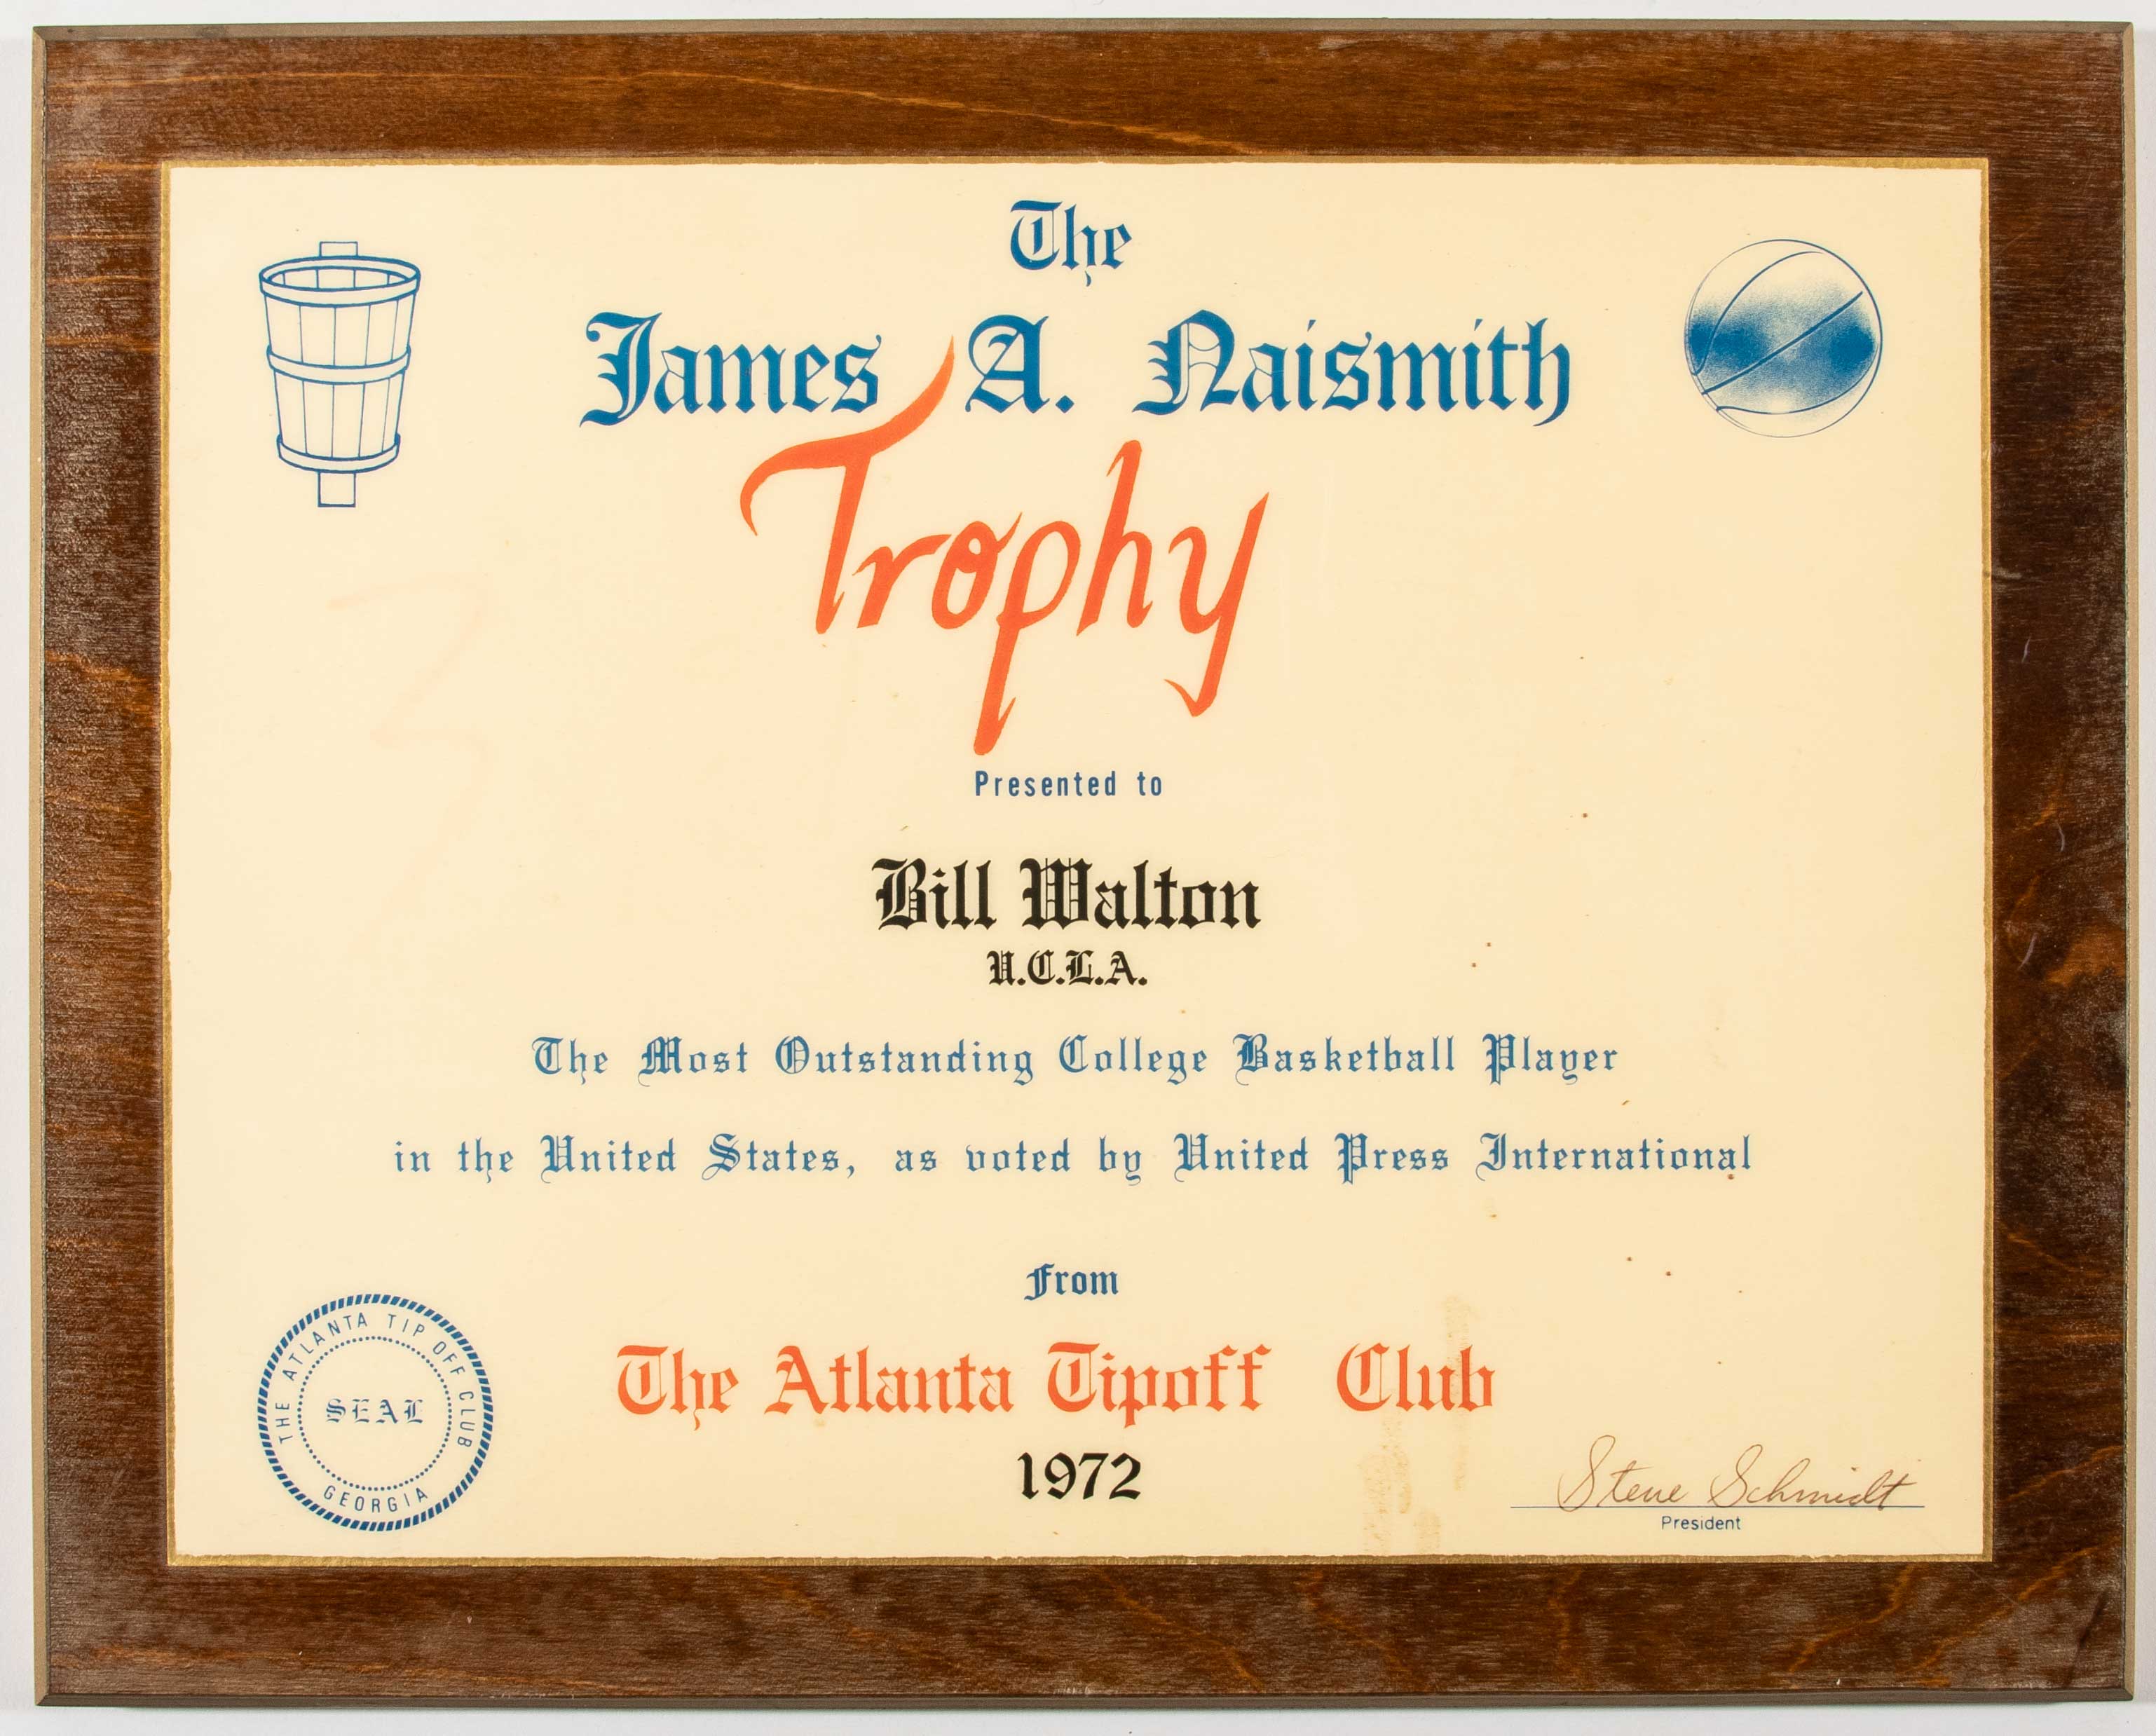 The
James A. Naismith
Trophy
Presented to
Bill Walton
U.C.L.A.
The Most Outstanding College Basketball Player
in the United States, as voted by United Press International
From
The Atlanta Tipoff Club
1972
THE ATLANTA TIP OFF CLUB
SEAL
GEORGIA
Steve Schmidt
President